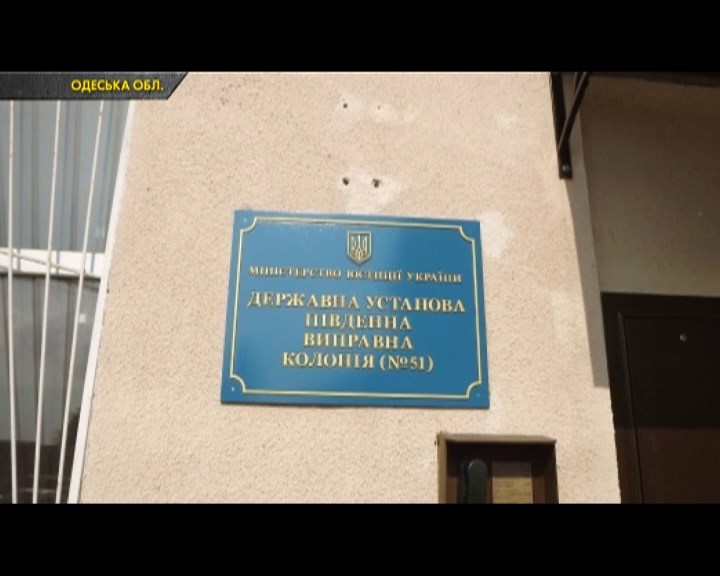 ОДЕСЬКА ОБЛ.
МІНІСТЕРСТВО ЮСТИЦІЇ УКРАЇНИ
ДЕРЖАВНА УСТАНОВА
ПІВДЕННА
ВИПРАВНА
КОЛОНІЯ (№51)